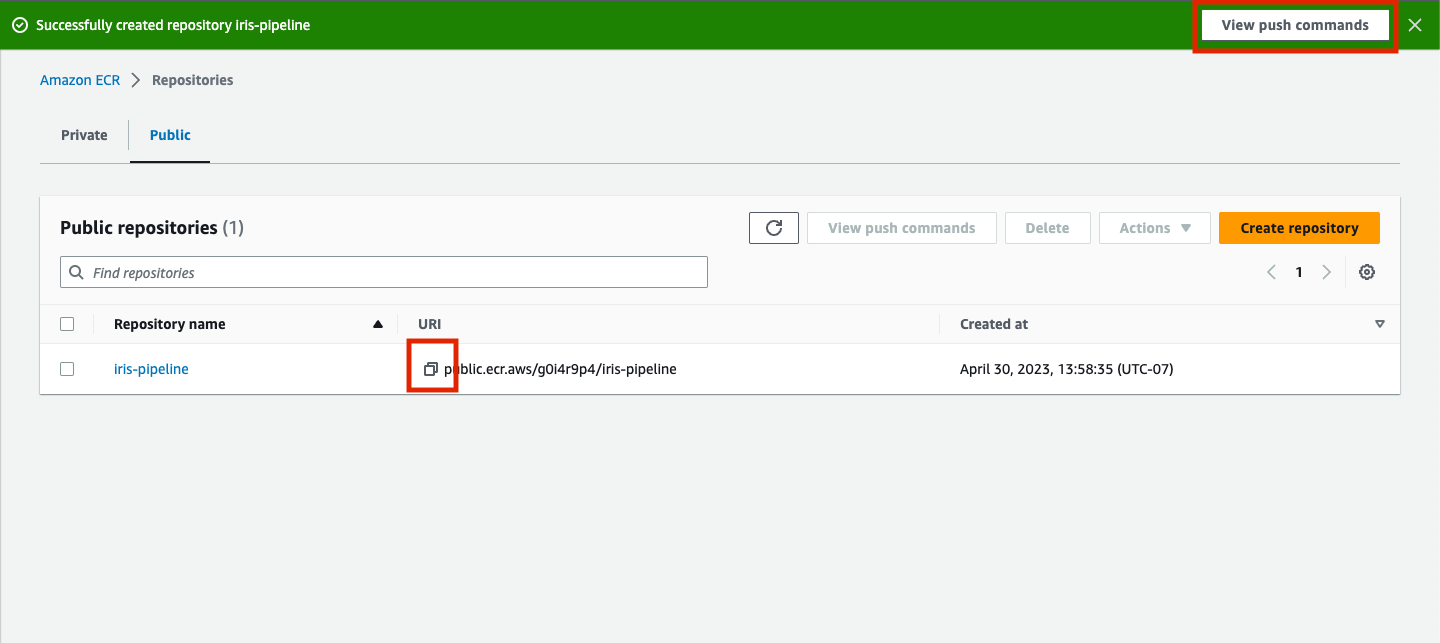 Successfully created repository iris-pipeline
View push commands
Amazon ECR
Repositories
Private
Public
Public repositories (1)
View push commands
Delete
Actions
Create repository
Find repositories
1
Repository name
URI
Created at
iris-pipeline
public.ecr.aws/g0i4r9p4/iris-pipeline
April 30, 2023, 13:58:35 (UTC-07)